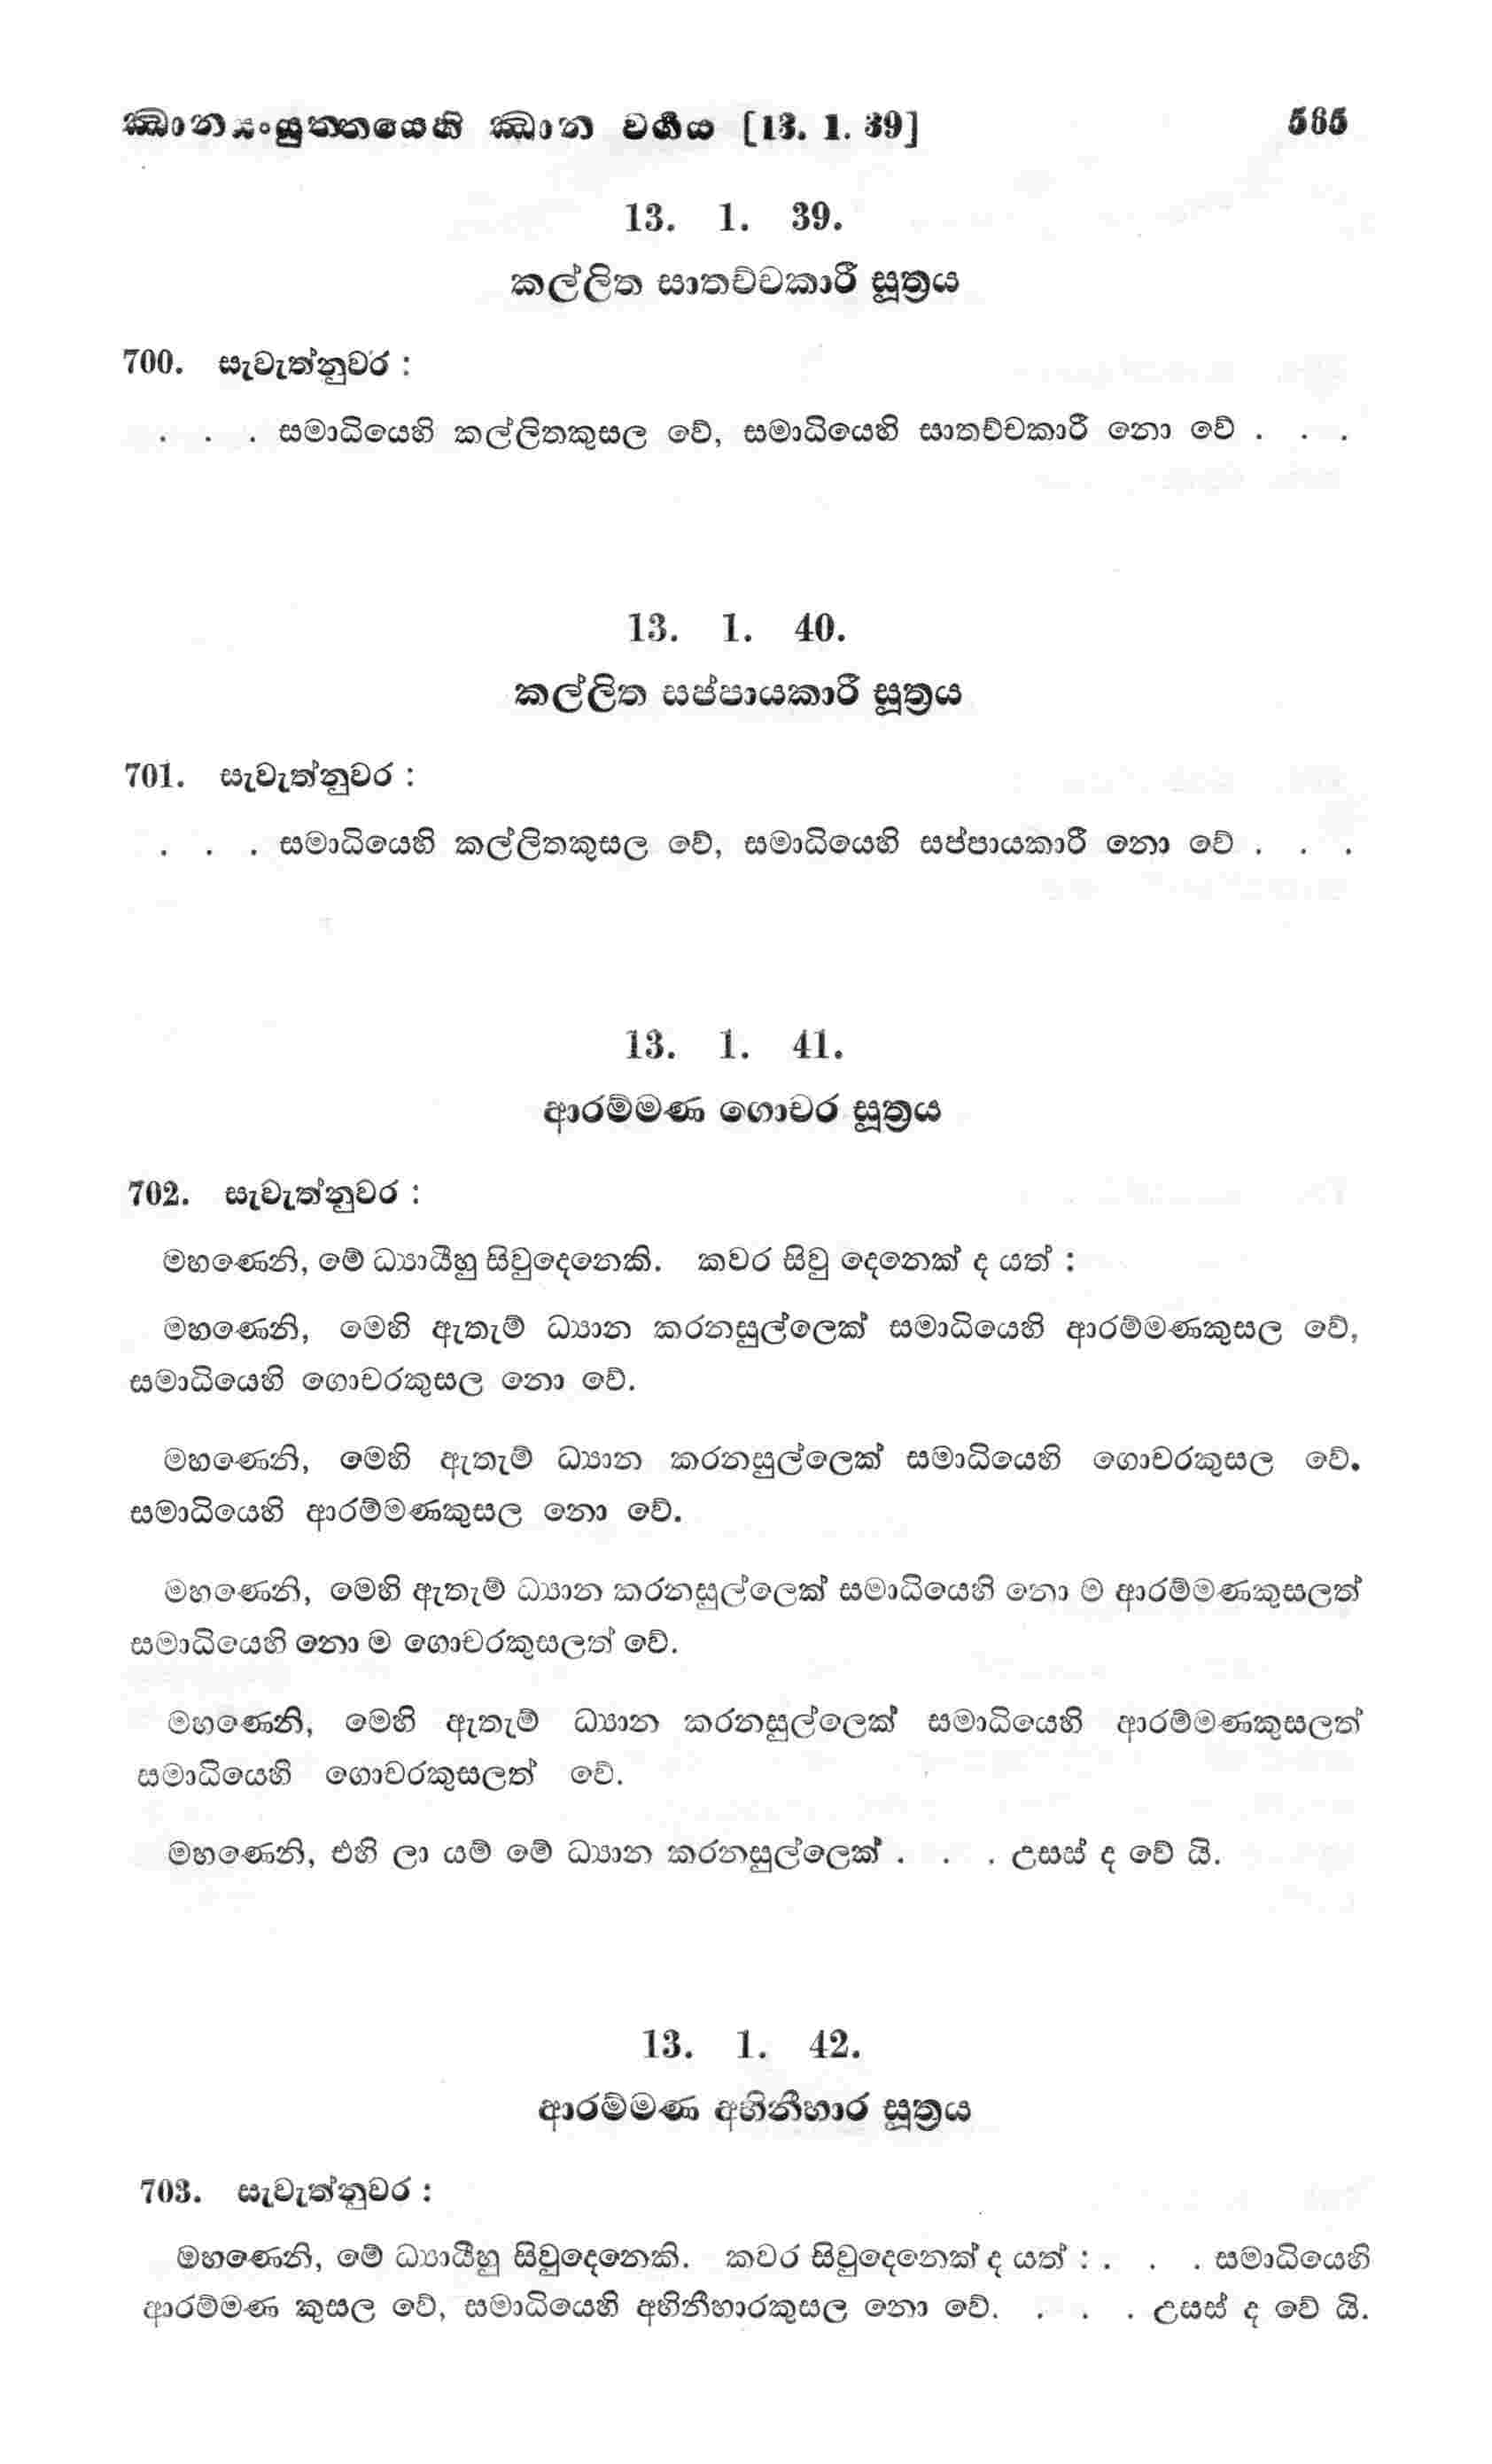 ඣානසංයුත්තයෙහි ඣාන වර්ගය [13. 1. 39] 565
13. 1. 39.
කල්ලිත සාතච්චකාරී සූත්‍රය
700. සැවැත්නුවර :
. . . සමාධියෙහි කල්ලිතකුසල වේ, සමාධියෙහි සාතච්චකාරී නො වේ . . .
13. 1. 40.
කල්ලිත සප්පායකාරී සූත්‍රය
701. සැවැත්නුවර :
. . . සමාධියෙහි කල්ලිතකුසල වේ, සමාධියෙහි සප්පායකාරී නො වේ . . .
13. 1. 41.
ආරම්මණ ගොචර සූත්‍රය
702. සැවැත්නුවර :
මහණෙනි, මේ ධ්‍යායීහු සිවුදෙනෙකි. කවර සිවු දෙනෙක් ද යත් :
මහණෙනි, මෙහි ඇතැම් ධ්‍යාන කරනසුල්ලෙක් සමාධියෙහි ආරම්මණකුසල වේ,
සමාධියෙහි ගොචරකුසල නො වේ.
මහණෙනි, මෙහි ඇතැම් ධ්‍යාන කරනසුල්ලෙක් සමාධියෙහි ගොචරකුසල වේ.
සමාධියෙහි ආරම්මණකුසල නො වේ.
මහණෙනි, මෙහි ඇතැම් ධ්‍යාන කරනසුල්ලෙක් සමාධියෙහි නො ම ආරම්මණකුසලත්
සමාධියෙහි නො ම ගොචරකුසලත් වේ.
මහණෙනි, මෙහි ඇතැම් ධ්‍යාන කරනසුල්ලෙක් සමාධියෙහි ආරම්මණකුසලත්
සමාධියෙහි ගොචරකුසලත් වේ.
මහණෙනි, එහි ලා යම් මේ ධ්‍යාන කරනසුල්ලෙක් . . . උසස් ද වේ යි.
13. 1. 42.
ආරම්මණ අභිනීහාර සූත්‍රය
703. සැවැත්නුවර :
මහණෙනි, මේ ධ්‍යායීහු සිවුදෙනෙකි. කවර සිවුදෙනෙක් ද යත් : . . . සමාධියෙහි
ආරම්මණ කුසල වේ, සමාධියෙහි අභිනීහාරකුසල නො වේ. . . . උසස් ද වේ යි.